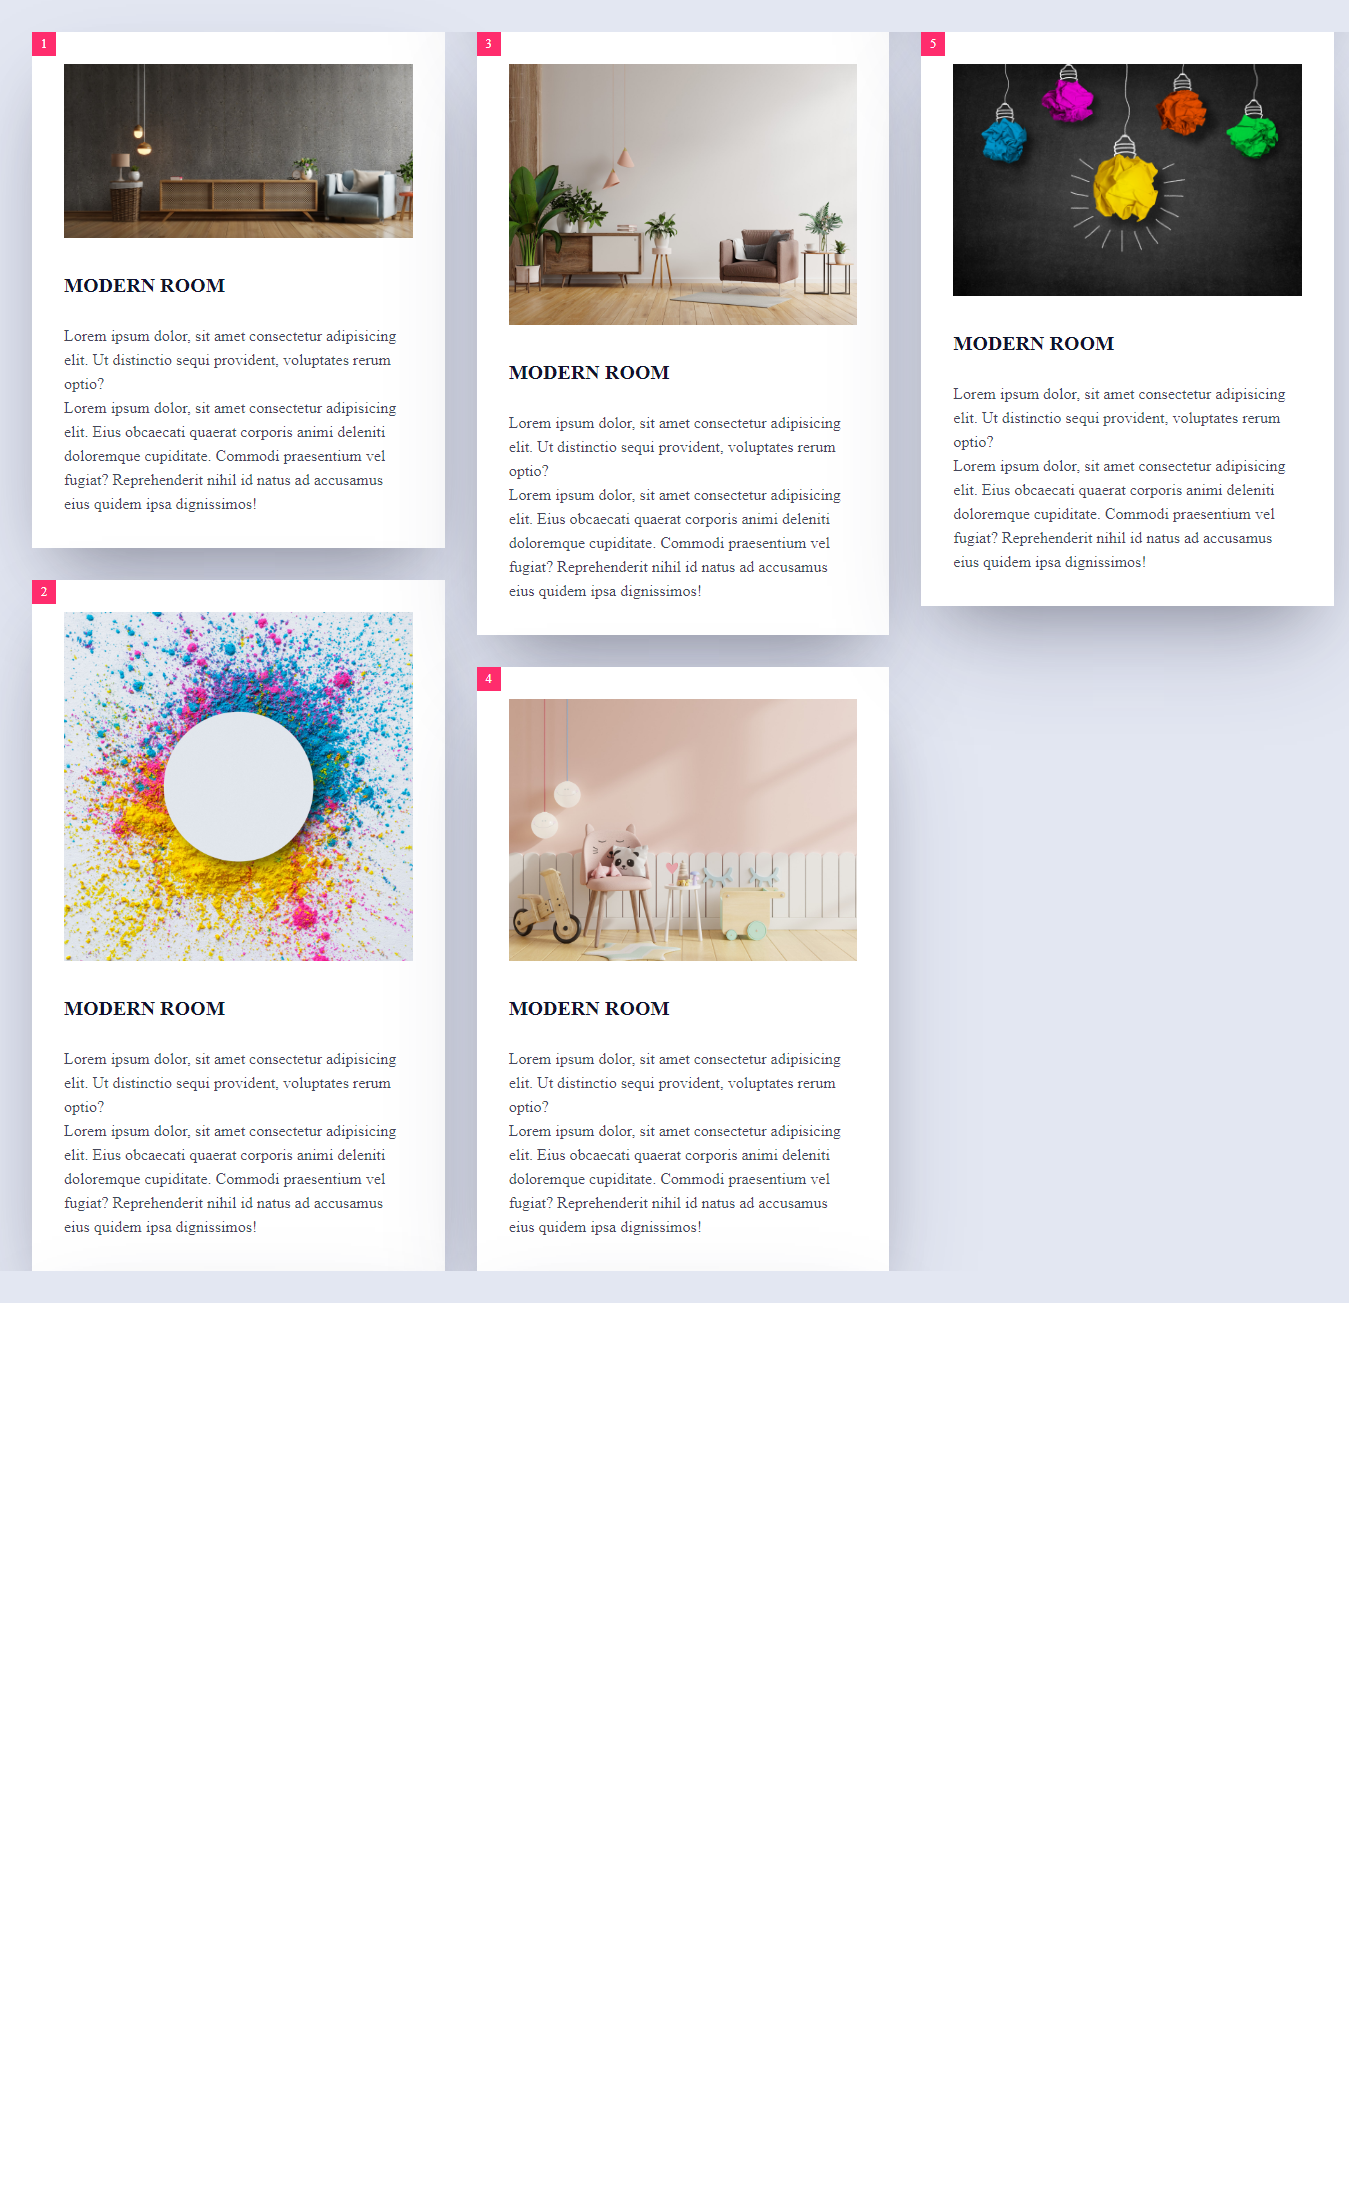 1
MODERN ROOM
Lorem ipsum dolor, sit amet consectetur adipisicing
elit. Ut distinctio sequi provident, voluptates rerum
optio?
Lorem ipsum dolor, sit amet consectetur adipisicing
elit. Eius obcaecati quaerat corporis animi deleniti
doloremque cupiditate. Commodi praesentium vel
fugiat? Reprehenderit nihil id natus ad accusamus
eius quidem ipsa dignissimos!
2
MODERN ROOM
Lorem ipsum dolor, sit amet consectetur adipisicing
elit. Ut distinctio sequi provident, voluptates rerum
optio?
Lorem ipsum dolor, sit amet consectetur adipisicing
elit. Eius obcaecati quaerat corporis animi deleniti
doloremque cupiditate. Commodi praesentium vel
fugiat? Reprehenderit nihil id natus ad accusamus
eius quidem ipsa dignissimos!
3
MODERN ROOM
Lorem ipsum dolor, sit amet consectetur adipisicing
elit. Ut distinctio sequi provident, voluptates rerum
optio?
Lorem ipsum dolor, sit amet consectetur adipisicing
elit. Eius obcaecati quaerat corporis animi deleniti
doloremque cupiditate. Commodi praesentium vel
fugiat? Reprehenderit nihil id natus ad accusamus
eius quidem ipsa dignissimos!
4
MODERN ROOM
Lorem ipsum dolor, sit amet consectetur adipisicing
elit. Ut distinctio sequi provident, voluptates rerum
optio?
Lorem ipsum dolor, sit amet consectetur adipisicing
elit. Eius obcaecati quaerat corporis animi deleniti
doloremque cupiditate. Commodi praesentium vel
fugiat? Reprehenderit nihil id natus ad accusamus
eius quidem ipsa dignissimos!
5
MODERN ROOM
Lorem ipsum dolor, sit amet consectetur adipisicing
elit. Ut distinctio sequi provident, voluptates rerum
optio?
Lorem ipsum dolor, sit amet consectetur adipisicing
elit. Eius obcaecati quaerat corporis animi deleniti
doloremque cupiditate. Commodi praesentium vel
fugiat? Reprehenderit nihil id natus ad accusamus
eius quidem ipsa dignissimos!